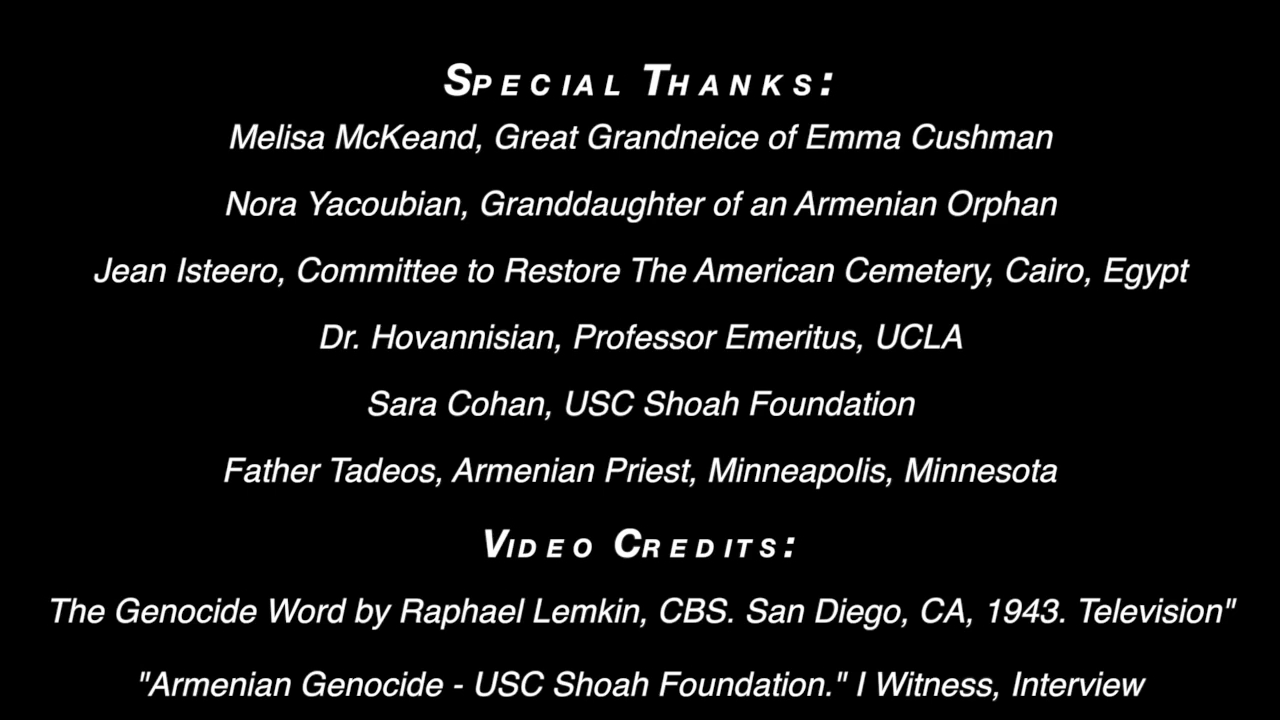 Special Thanks:
Melisa McKeand, Great Grandneice of Emma Cushman
Nora Yacoubian, Granddaughter of an Armenian Orphan
Jean Isteero, Committee to Restore The American Cemetery, Cairo, Egypt
Dr. Hovannisian, Professor Emeritus, UCLA
Sara Cohan, USC Shoah Foundation
Father Tadeos, Armenian Priest, Minneapolis, Minnesota
Video Credits:
The Genocide Word by Raphael Lemkin, CBS. San Diego, CA, 1943. Television"
"Armenian Genocide - USC Shoah Foundation." I Witness, Interview